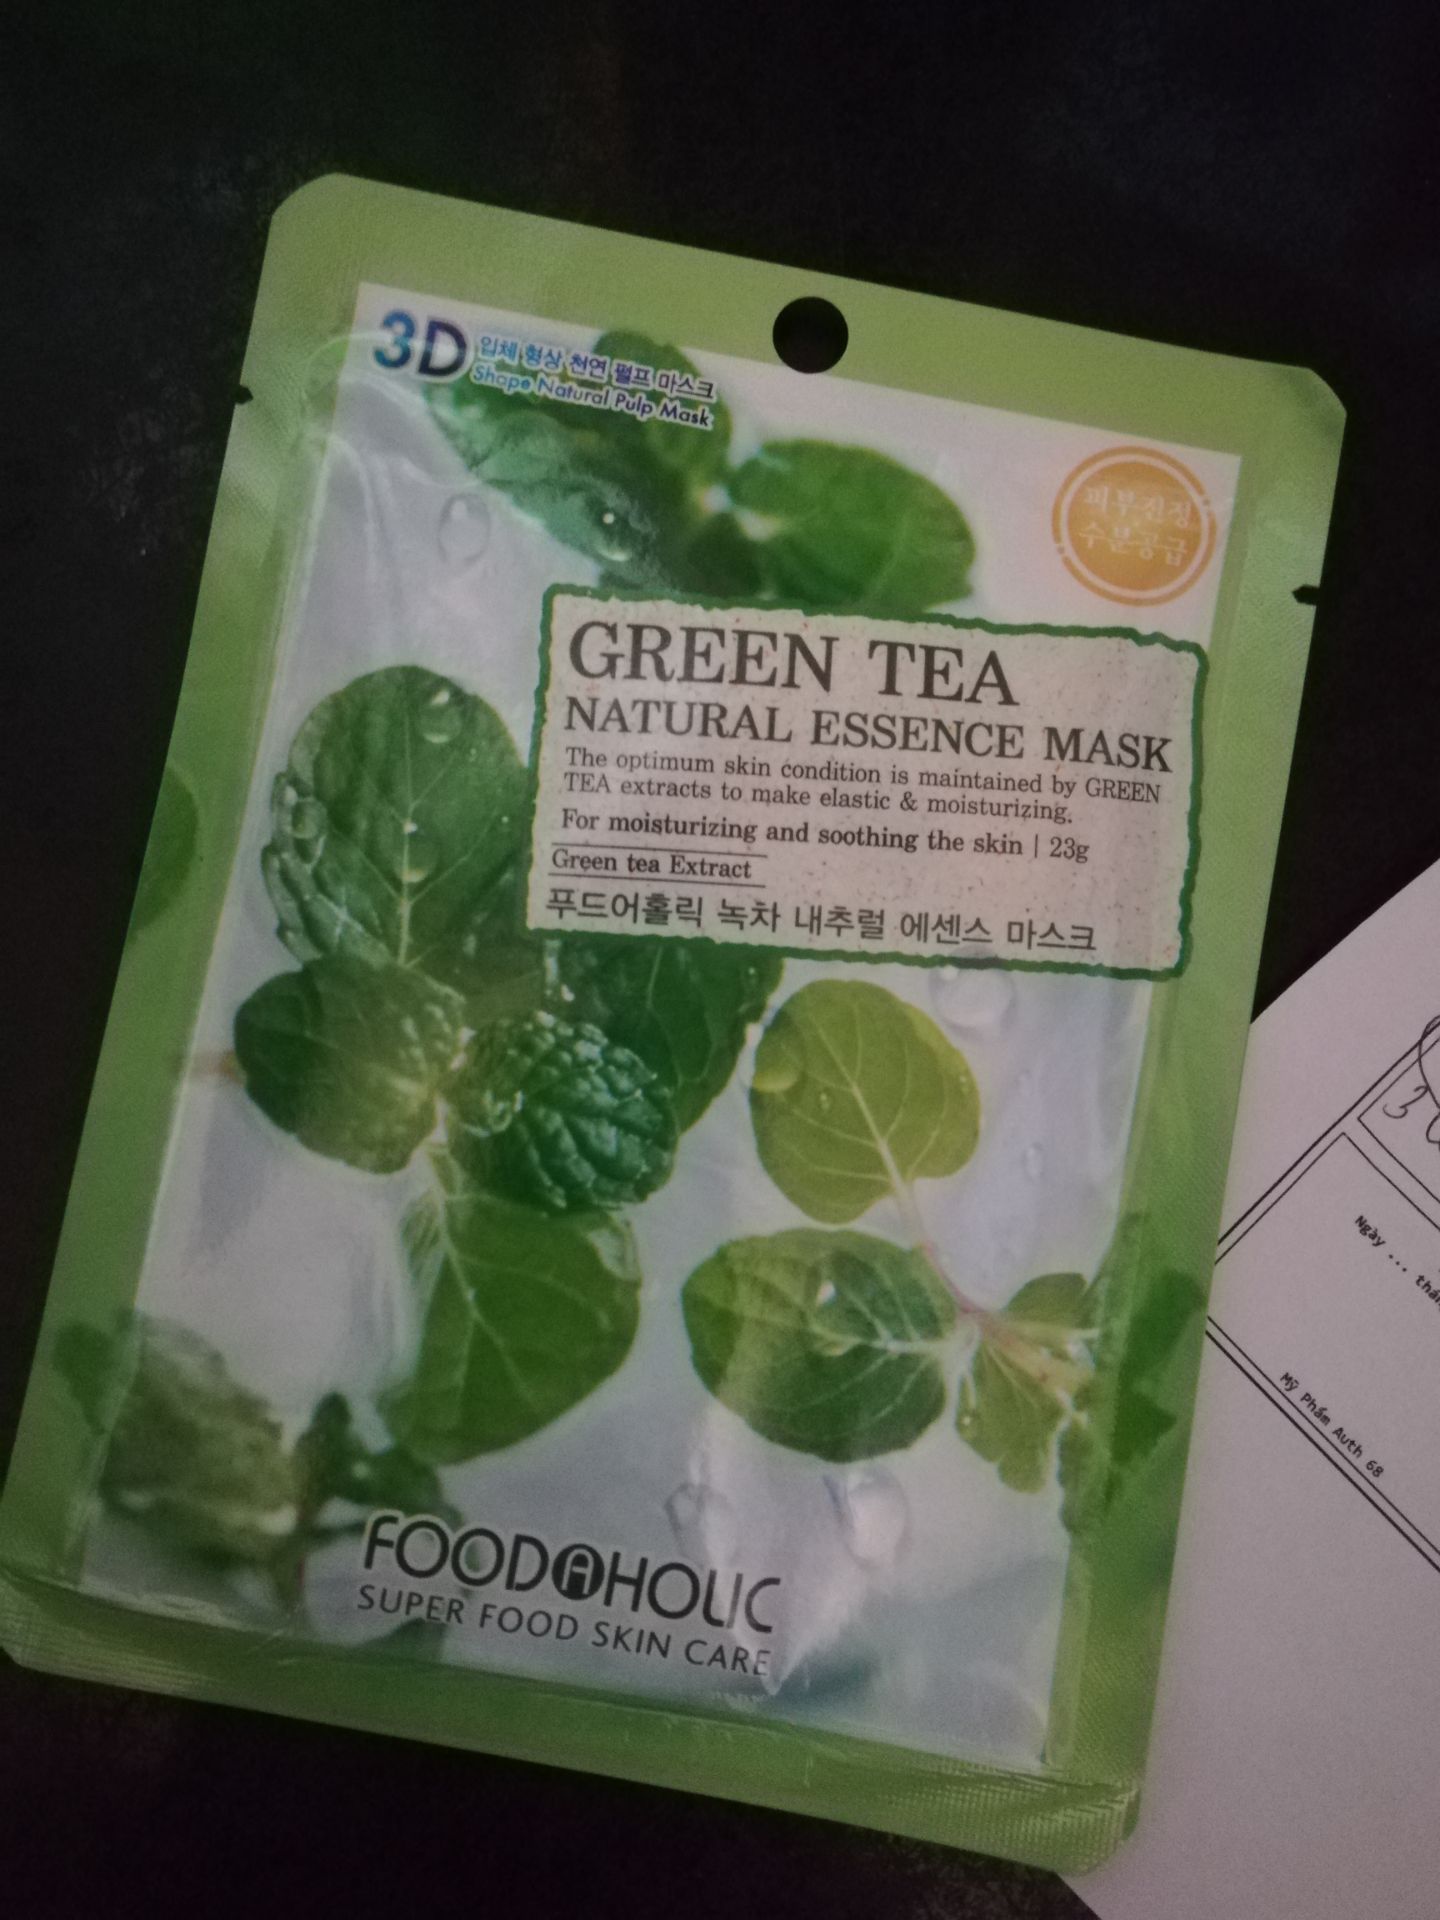 3D 입체 형상 천연 펄프 마스크
Shape Natural Pulp Mask
피부진정
수분공급
GREEN TEA
NATURAL ESSENCE MASK
The optimum skin condition is maintained by GREEN
TEA extracts to make elastic & moisturizing.
For moisturizing and soothing the skin | 23g
Green tea Extract
푸드어홀릭 녹차 내추럴 에센스 마스크
FOODAHOLIC
SUPER FOOD SKIN CARE
3
Ngày ....
Mỹ Phẩm Auth 68